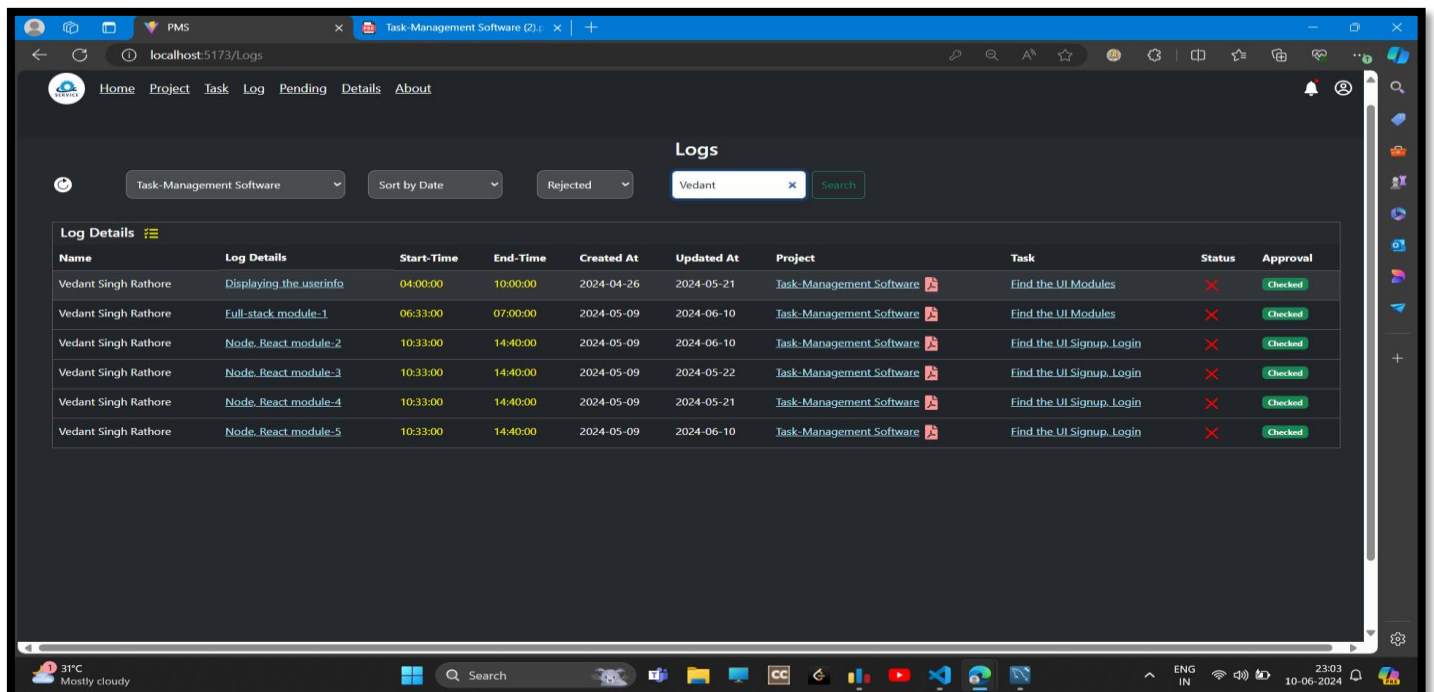 PMS
Task-Management Software (2).p
localhost:5173/Logs
SERVICE
Home Project Task Log Pending Details About
Logs
Task-Management Software Sort by Date Rejected Vedant Search
Log Details
Name Log Details Start-Time End-Time Created At Updated At Project Task Status Approval
Vedant Singh Rathore Displaying the userinfo 04:00:00 10:00:00 2024-04-26 2024-05-21 Task-Management Software Find the UI Modules Checked
Vedant Singh Rathore Full-stack module-1 06:33:00 07:00:00 2024-05-09 2024-06-10 Task-Management Software Find the UI Modules Checked
Vedant Singh Rathore Node, React module-2 10:33:00 14:40:00 2024-05-09 2024-06-10 Task-Management Software Find the UI Signup, Login Checked
Vedant Singh Rathore Node, React module-3 10:33:00 14:40:00 2024-05-09 2024-05-22 Task-Management Software Find the UI Signup, Login Checked
Vedant Singh Rathore Node, React module-4 10:33:00 14:40:00 2024-05-09 2024-05-21 Task-Management Software Find the UI Signup, Login Checked
Vedant Singh Rathore Node, React module-5 10:33:00 14:40:00 2024-05-09 2024-06-10 Task-Management Software Find the UI Signup, Login Checked
1 31°C
Mostly cloudy
Search
CC
ENG
IN
23:03
10-06-2024
PRE